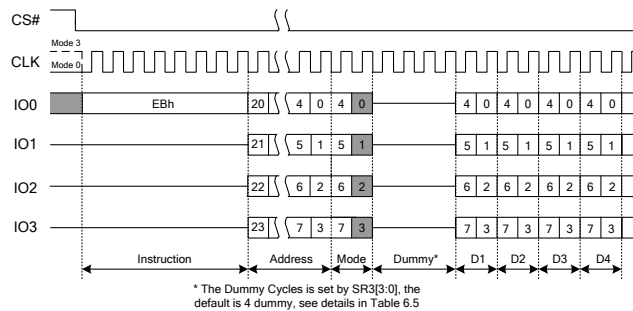 CS#
Mode 3
CLK Mode 0
IO0 EBh 20 4 0 4 0 4 0 4 0 4 0 4 0
IO1 21 5 1 5 1 5 1 5 1 5 1 5 1
IO2 22 6 2 6 2 6 2 6 2 6 2 6 2
IO3 23 7 3 7 3 7 3 7 3 7 3 7 3
Instruction Address Mode Dummy* D1 D2 D3 D4
* The Dummy Cycles is set by SR3[3:0], the
default is 4 dummy, see details in Table 6.5